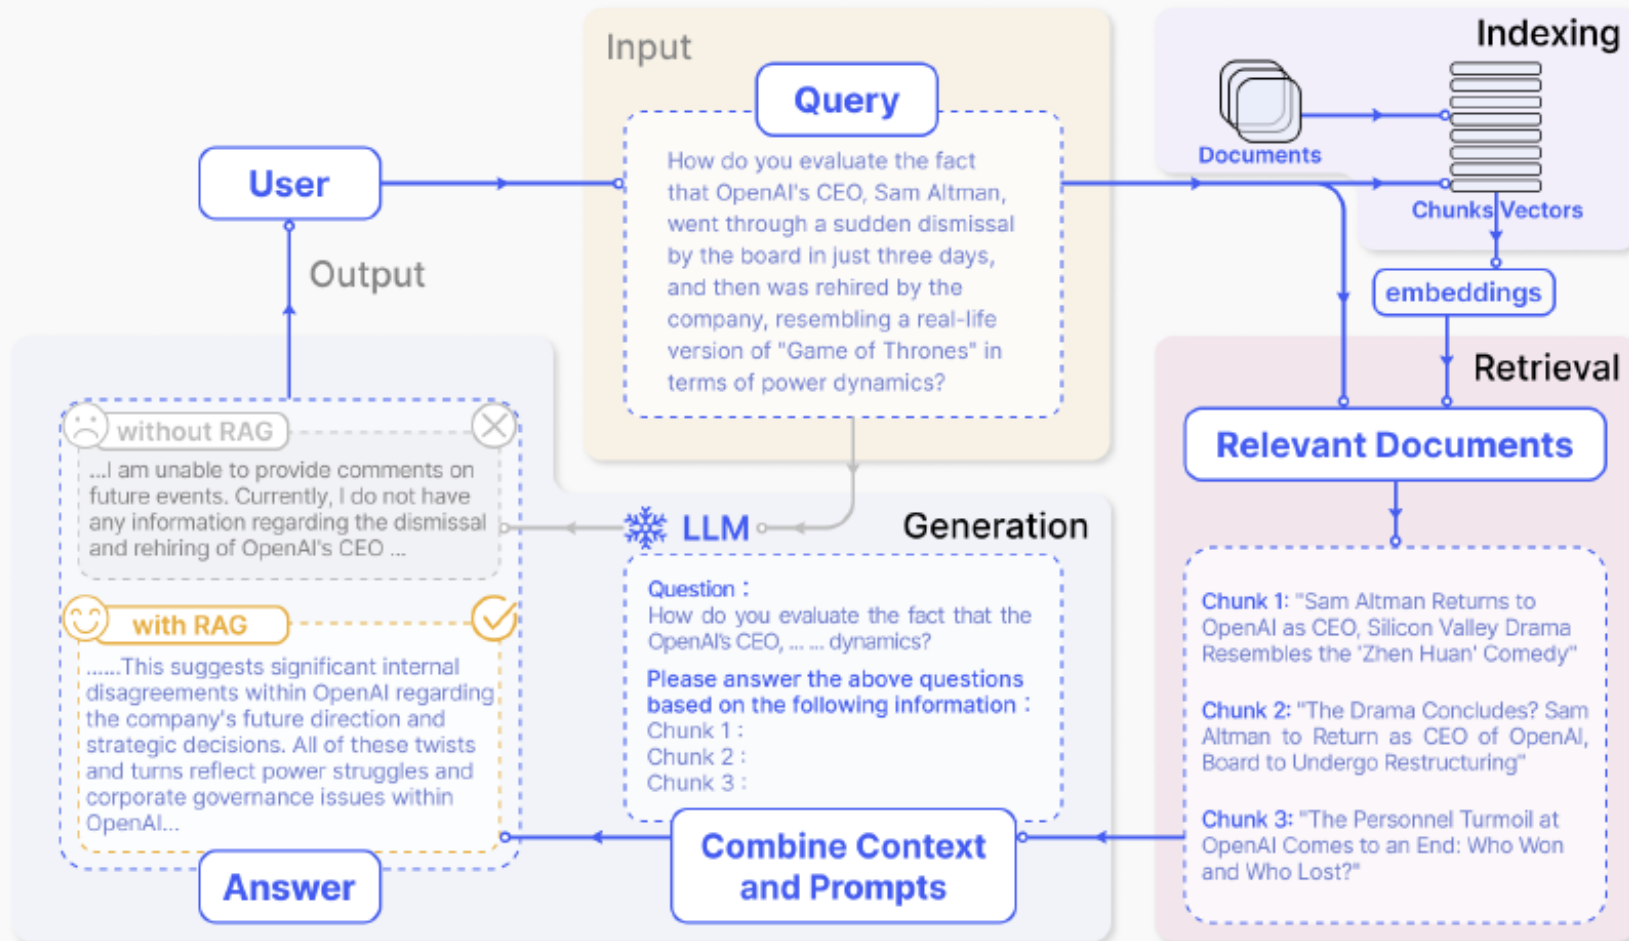 Input
Query
How do you evaluate the fact
that OpenAI's CEO, Sam Altman,
went through a sudden dismissal
by the board in just three days,
and then was rehired by the
company, resembling a real-life
version of "Game of Thrones" in
terms of power dynamics?
Indexing
Documents
Chunks Vectors
embeddings
User
Output
Retrieval
Relevant Documents
Chunk 1: "Sam Altman Returns to
OpenAI as CEO, Silicon Valley Drama
Resembles the 'Zhen Huan' Comedy"
Chunk 2: "The Drama Concludes? Sam
Altman to Return as CEO of OpenAI,
Board to Undergo Restructuring"
Chunk 3: "The Personnel Turmoil at
OpenAI Comes to an End: Who Won
and Who Lost?"
Generation
LLM
Question :
How do you evaluate the fact that the
OpenAI's CEO, ... ... dynamics?
Please answer the above questions
based on the following information :
Chunk 1 :
Chunk 2 :
Chunk 3 :
Combine Context
and Prompts
without RAG
...I am unable to provide comments on
future events. Currently, I do not have
any information regarding the dismissal
and rehiring of OpenAI's CEO ...
with RAG
......This suggests significant internal
disagreements within OpenAI regarding
the company's future direction and
strategic decisions. All of these twists
and turns reflect power struggles and
corporate governance issues within
OpenAI...
Answer